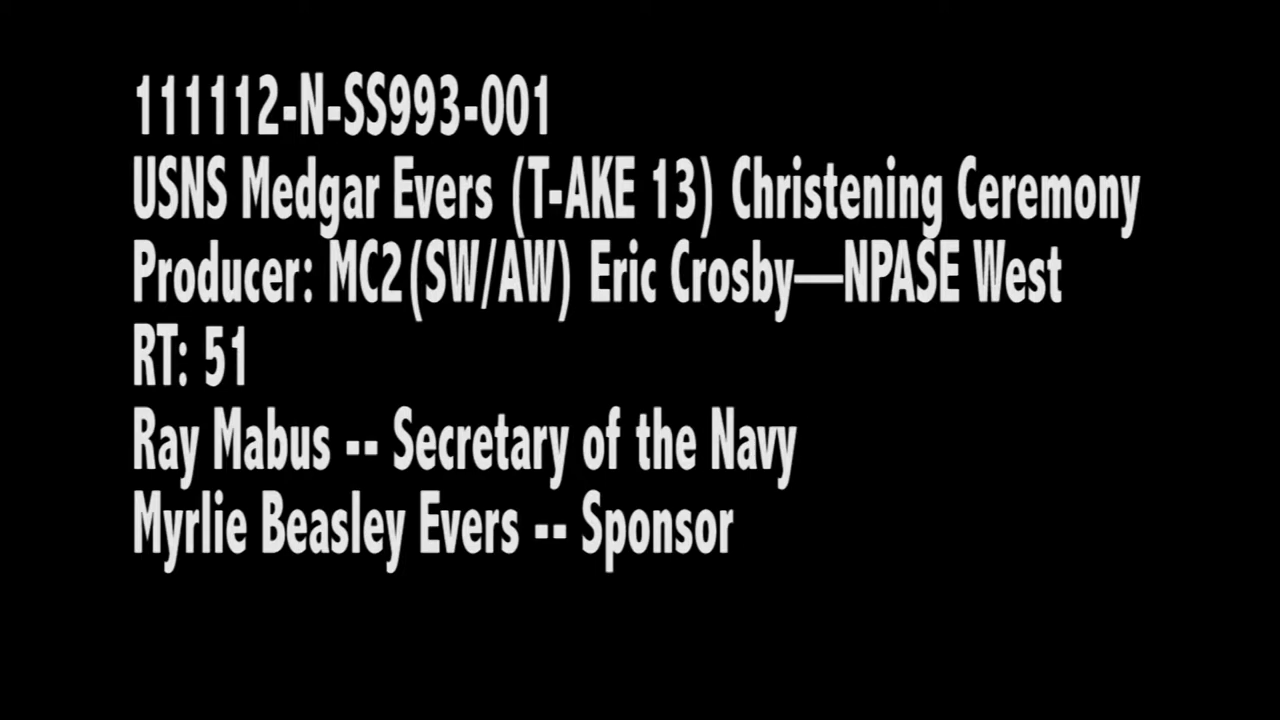 111112-N-SS993-001
USNS Medgar Evers (T-AKE 13) Christening Ceremony
Producer: MC2(SW/AW) Eric Crosby—NPASE West
RT: 51
Ray Mabus -- Secretary of the Navy
Myrlie Beasley Evers -- Sponsor